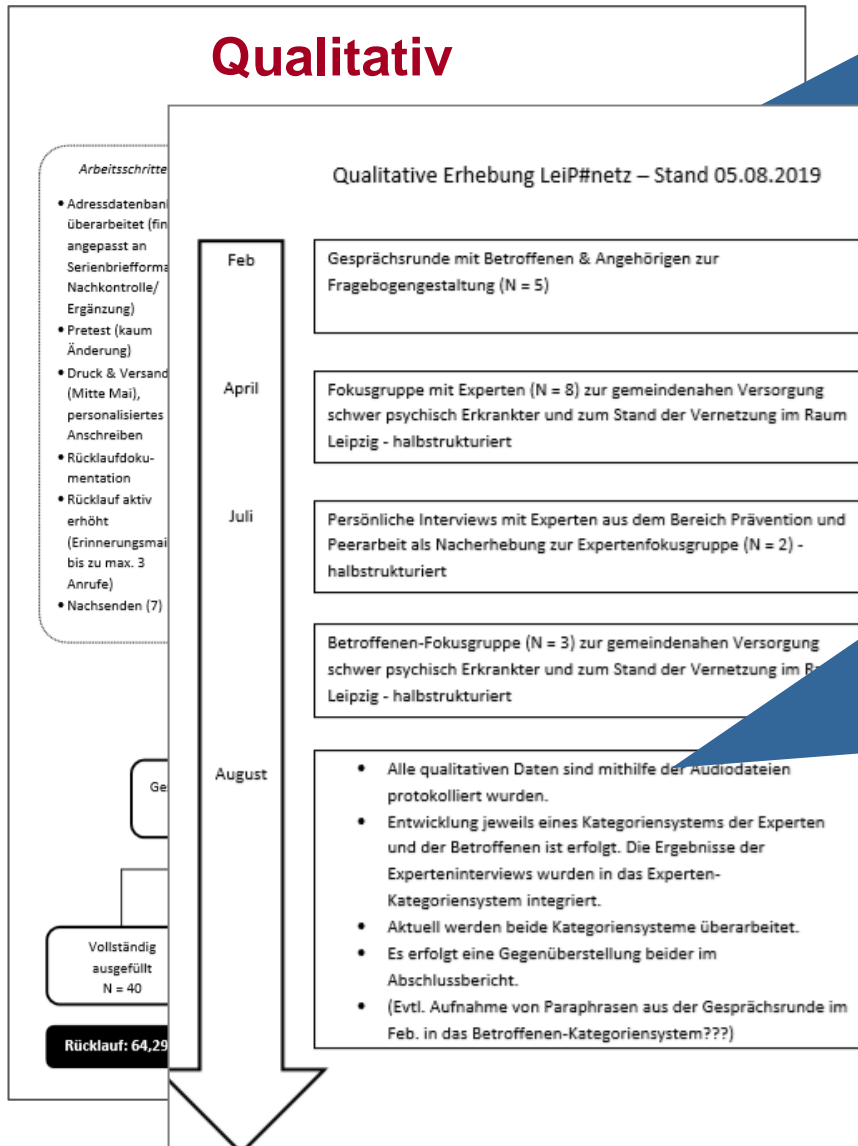 Qualitativ
Arbeitsschritte
• Adressdatenbank
überarbeitet (fin
angepasst an
Serienbriefforma
Nachkontrolle/
Ergänzung)
• Pretest (kaum
Änderung)
• Druck & Versand
(Mitte Mai),
personalisiertes
Anschreiben
• Rücklaufdoku-
mentation
• Rücklauf aktiv
erhöht
(Erinnerungsmai
bis zu max. 3
Anrufe)
• Nachsenden (7)
Ge
Vollständig
ausgefüllt
N = 40
Rücklauf: 64,29
Qualitative Erhebung LeiP#netz – Stand 05.08.2019
Feb
Gesprächsrunde mit Betroffenen & Angehörigen zur
Fragebogengestaltung (N = 5)
April
Fokusgruppe mit Experten (N = 8) zur gemeindenahen Versorgung
schwer psychisch Erkrankter und zum Stand der Vernetzung im Raum
Leipzig - halbstrukturiert
Juli
Persönliche Interviews mit Experten aus dem Bereich Prävention und
Peerarbeit als Nacherhebung zur Expertenfokusgruppe (N = 2) -
halbstrukturiert
Betroffenen-Fokusgruppe (N = 3) zur gemeindenahen Versorgung
schwer psychisch Erkrankter und zum Stand der Vernetzung im Ra
Leipzig - halbstrukturiert
August
• Alle qualitativen Daten sind mithilfe der Audiodateien
protokolliert wurden.
• Entwicklung jeweils eines Kategoriensystems der Experten
und der Betroffenen ist erfolgt. Die Ergebnisse der
Experteninterviews wurden in das Experten-
Kategoriensystem integriert.
• Aktuell werden beide Kategoriensysteme überarbeitet.
• Es erfolgt eine Gegenüberstellung beider im
Abschlussbericht.
• (Evtl. Aufnahme von Paraphrasen aus der Gesprächsrunde im
Feb. in das Betroffenen-Kategoriensystem???)